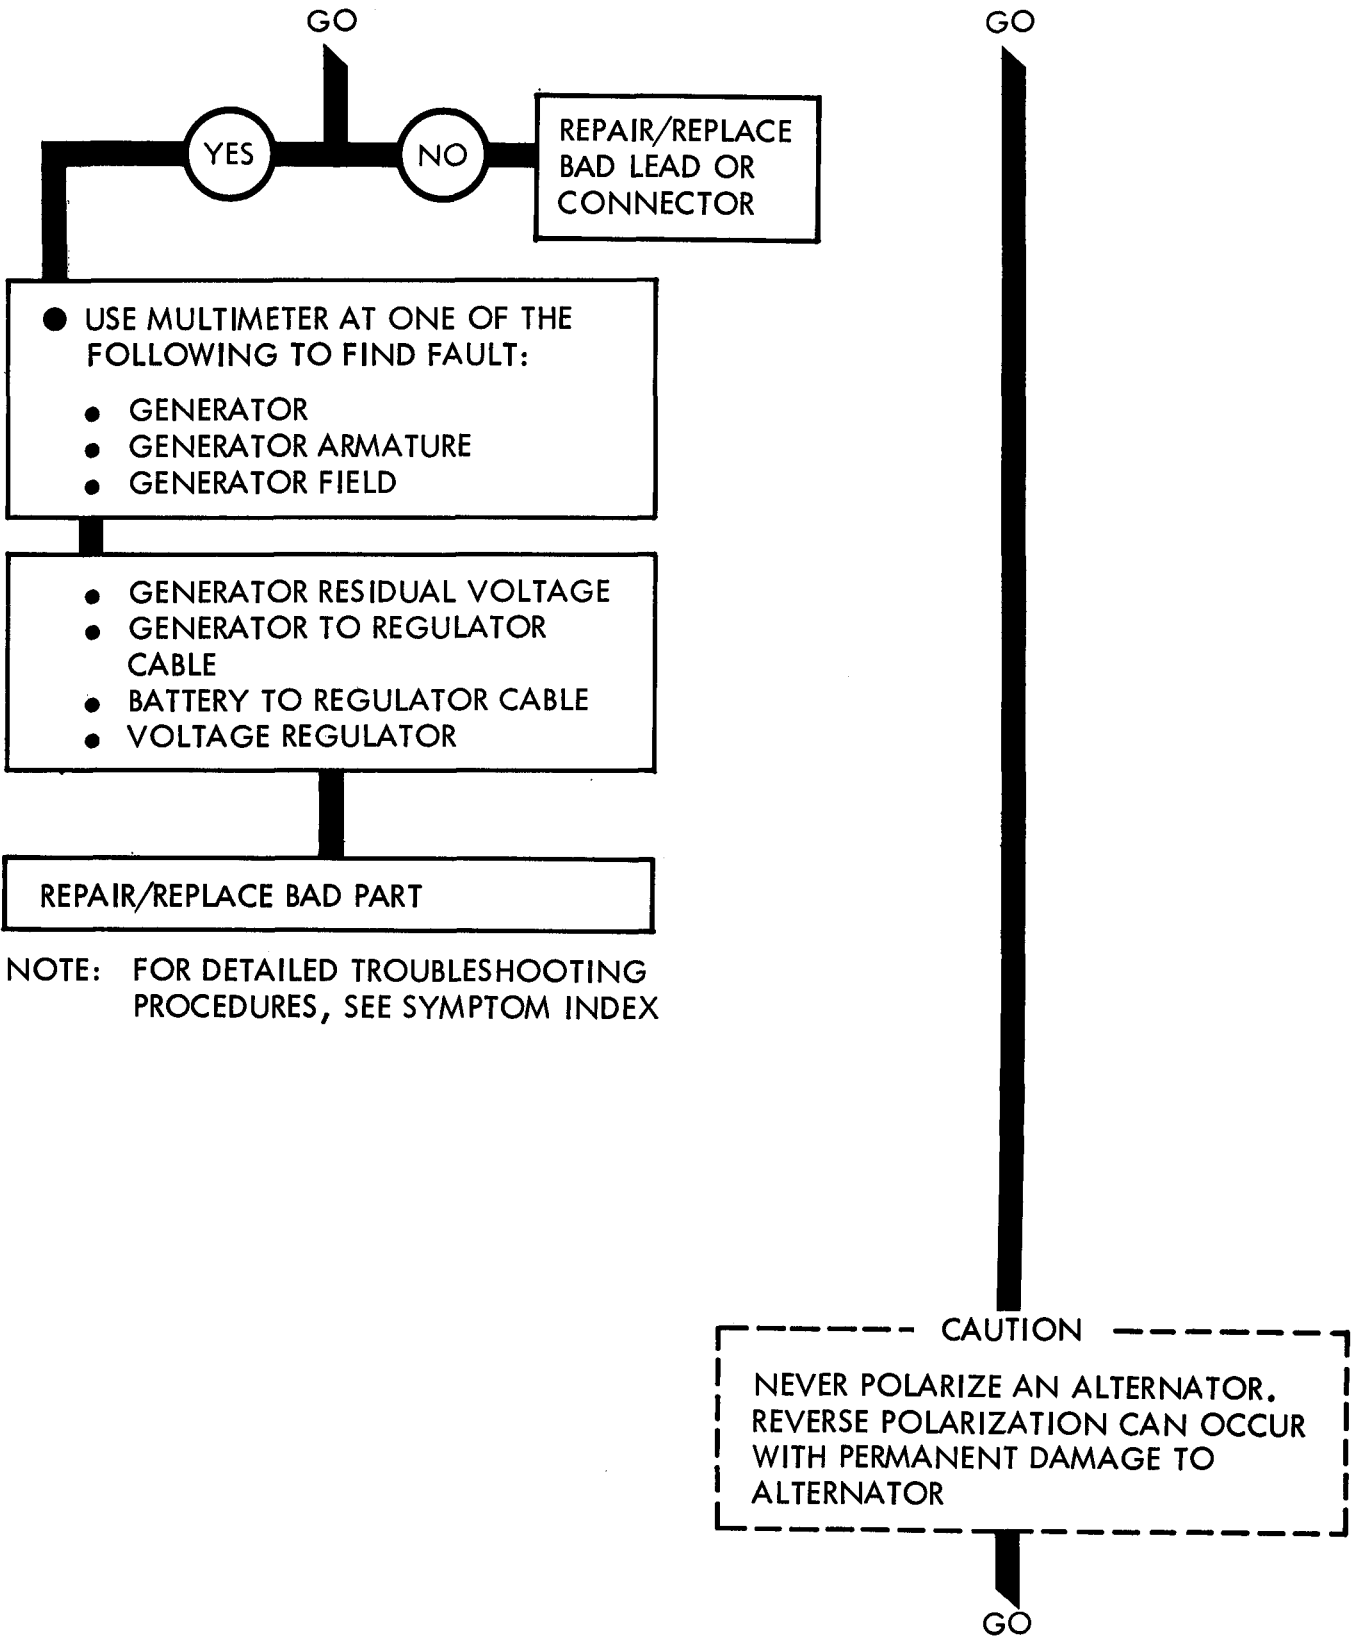 GO
GO
YES
NO
REPAIR/REPLACE
BAD LEAD OR
CONNECTOR
● USE MULTIMETER AT ONE OF THE
FOLLOWING TO FIND FAULT:
● GENERATOR
● GENERATOR ARMATURE
● GENERATOR FIELD
● GENERATOR RESIDUAL VOLTAGE
● GENERATOR TO REGULATOR
CABLE
● BATTERY TO REGULATOR CABLE
● VOLTAGE REGULATOR
REPAIR/REPLACE BAD PART
NOTE: FOR DETAILED TROUBLESHOOTING
PROCEDURES, SEE SYMPTOM INDEX
CAUTION
NEVER POLARIZE AN ALTERNATOR.
REVERSE POLARIZATION CAN OCCUR
WITH PERMANENT DAMAGE TO
ALTERNATOR
GO